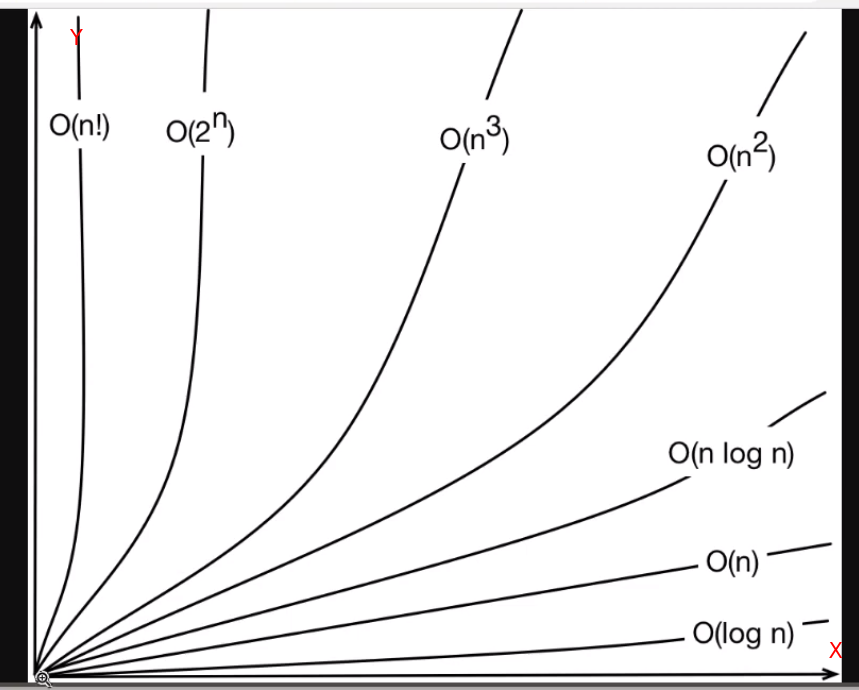 Y
O(n!)
O(2^n)
O(n^3)
O(n^2)
O(n log n)
O(n)
O(log n)
X